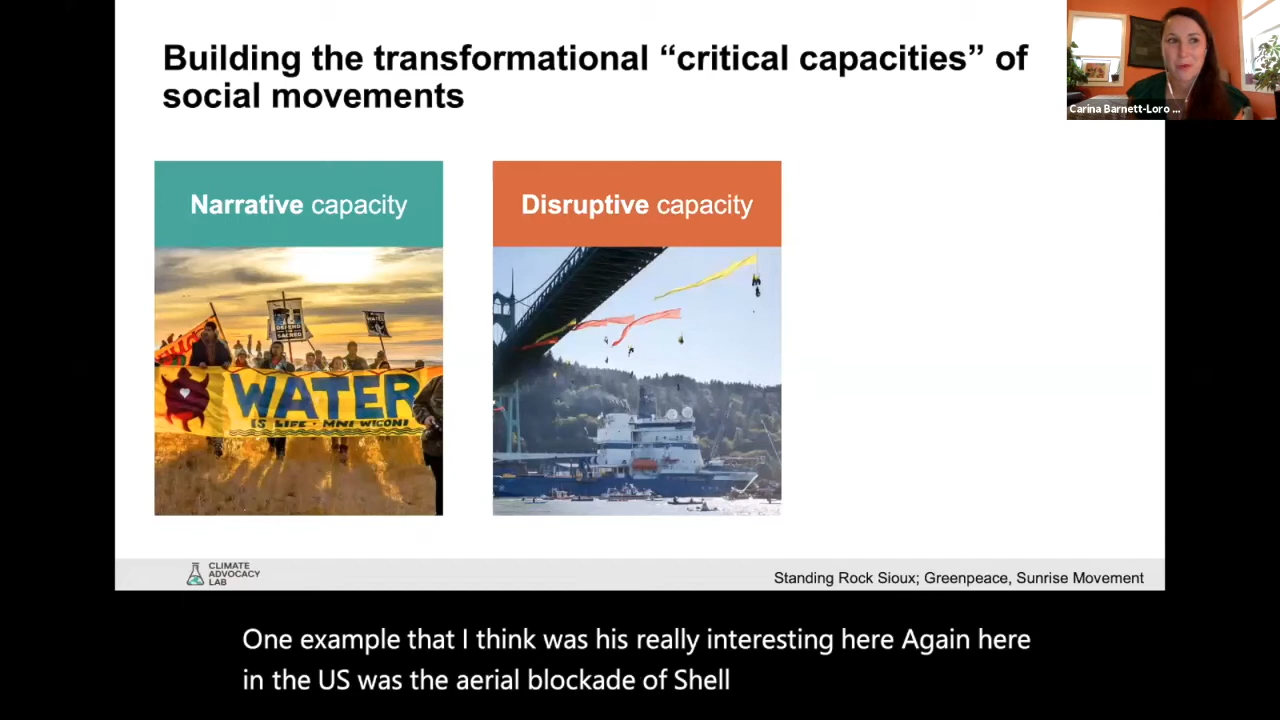 Building the transformational “critical capacities” of
social movements
Carina Barnett-Loro ...
Narrative capacity
Disruptive capacity
DEFEND
SACRED
WATER
IS LIFE · MNI WICONI
CLIMATE
ADVOCACY
LAB
Standing Rock Sioux; Greenpeace, Sunrise Movement
One example that I think was his really interesting here Again here
in the US was the aerial blockade of Shell